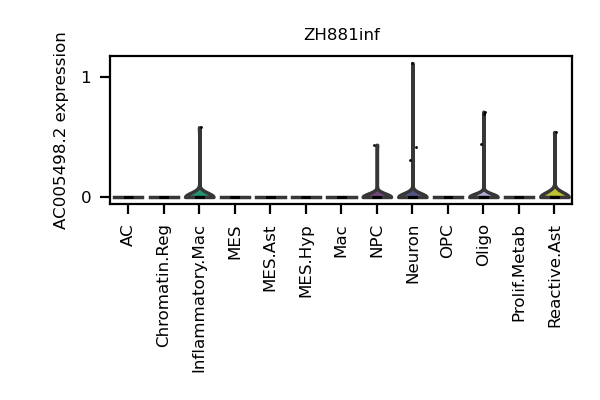 ZH881inf
AC005498.2 expression
1
0
AC
Chromatin.Reg
Inflammatory.Mac
MES
MES.Ast
MES.Hyp
Mac
NPC
Neuron
OPC
Oligo
Prolif.Metab
Reactive.Ast